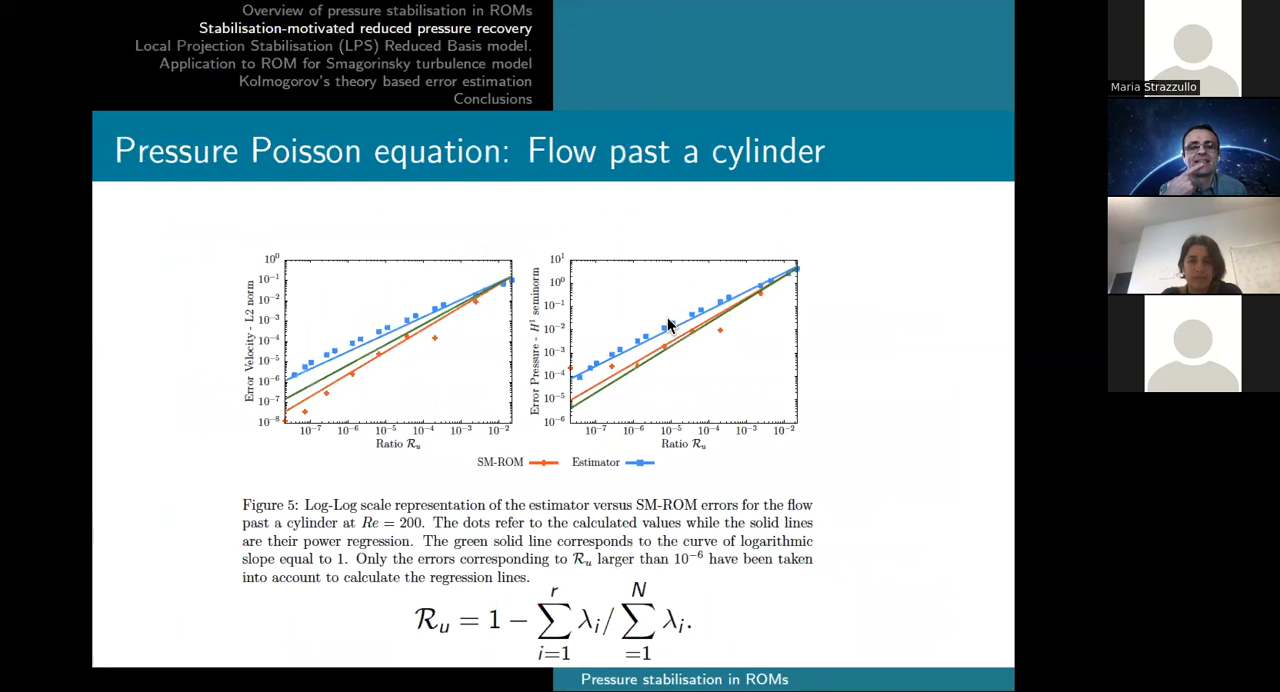 Overview of pressure stabilisation in ROMs
Stabilisation-motivated reduced pressure recovery
Local Projection Stabilisation (LPS) Reduced Basis model.
Application to ROM for Smagorinsky turbulence model
Kolmogorov's theory based error estimation
Conclusions
Maria Strazzullo
Pressure Poisson equation: Flow past a cylinder
Error Velocity - L2 norm
10⁰
10⁻¹
10⁻²
10⁻³
10⁻⁴
10⁻⁵
10⁻⁶
10⁻⁷
10⁻⁸
10⁻⁷ 10⁻⁶ 10⁻⁵ 10⁻⁴ 10⁻³ 10⁻²
Ratio ℛᵤ
Error Pressure - H¹ seminorm
10¹
10⁰
10⁻¹
10⁻²
10⁻³
10⁻⁴
10⁻⁵
10⁻⁶
10⁻⁷ 10⁻⁶ 10⁻⁵ 10⁻⁴ 10⁻³ 10⁻²
Ratio ℛᵤ
SM-ROM Estimator
Figure 5: Log-Log scale representation of the estimator versus SM-ROM errors for the flow
past a cylinder at Re = 200. The dots refer to the calculated values while the solid lines
are their power regression. The green solid line corresponds to the curve of logarithmic
slope equal to 1. Only the errors corresponding to ℛᵤ larger than 10⁻⁶ have been taken
into account to calculate the regression lines.
ℛᵤ = 1 − ∑ᵢ₌₁ʳ λᵢ/ ∑₌₁ᴺ λᵢ.
Pressure stabilisation in ROMs